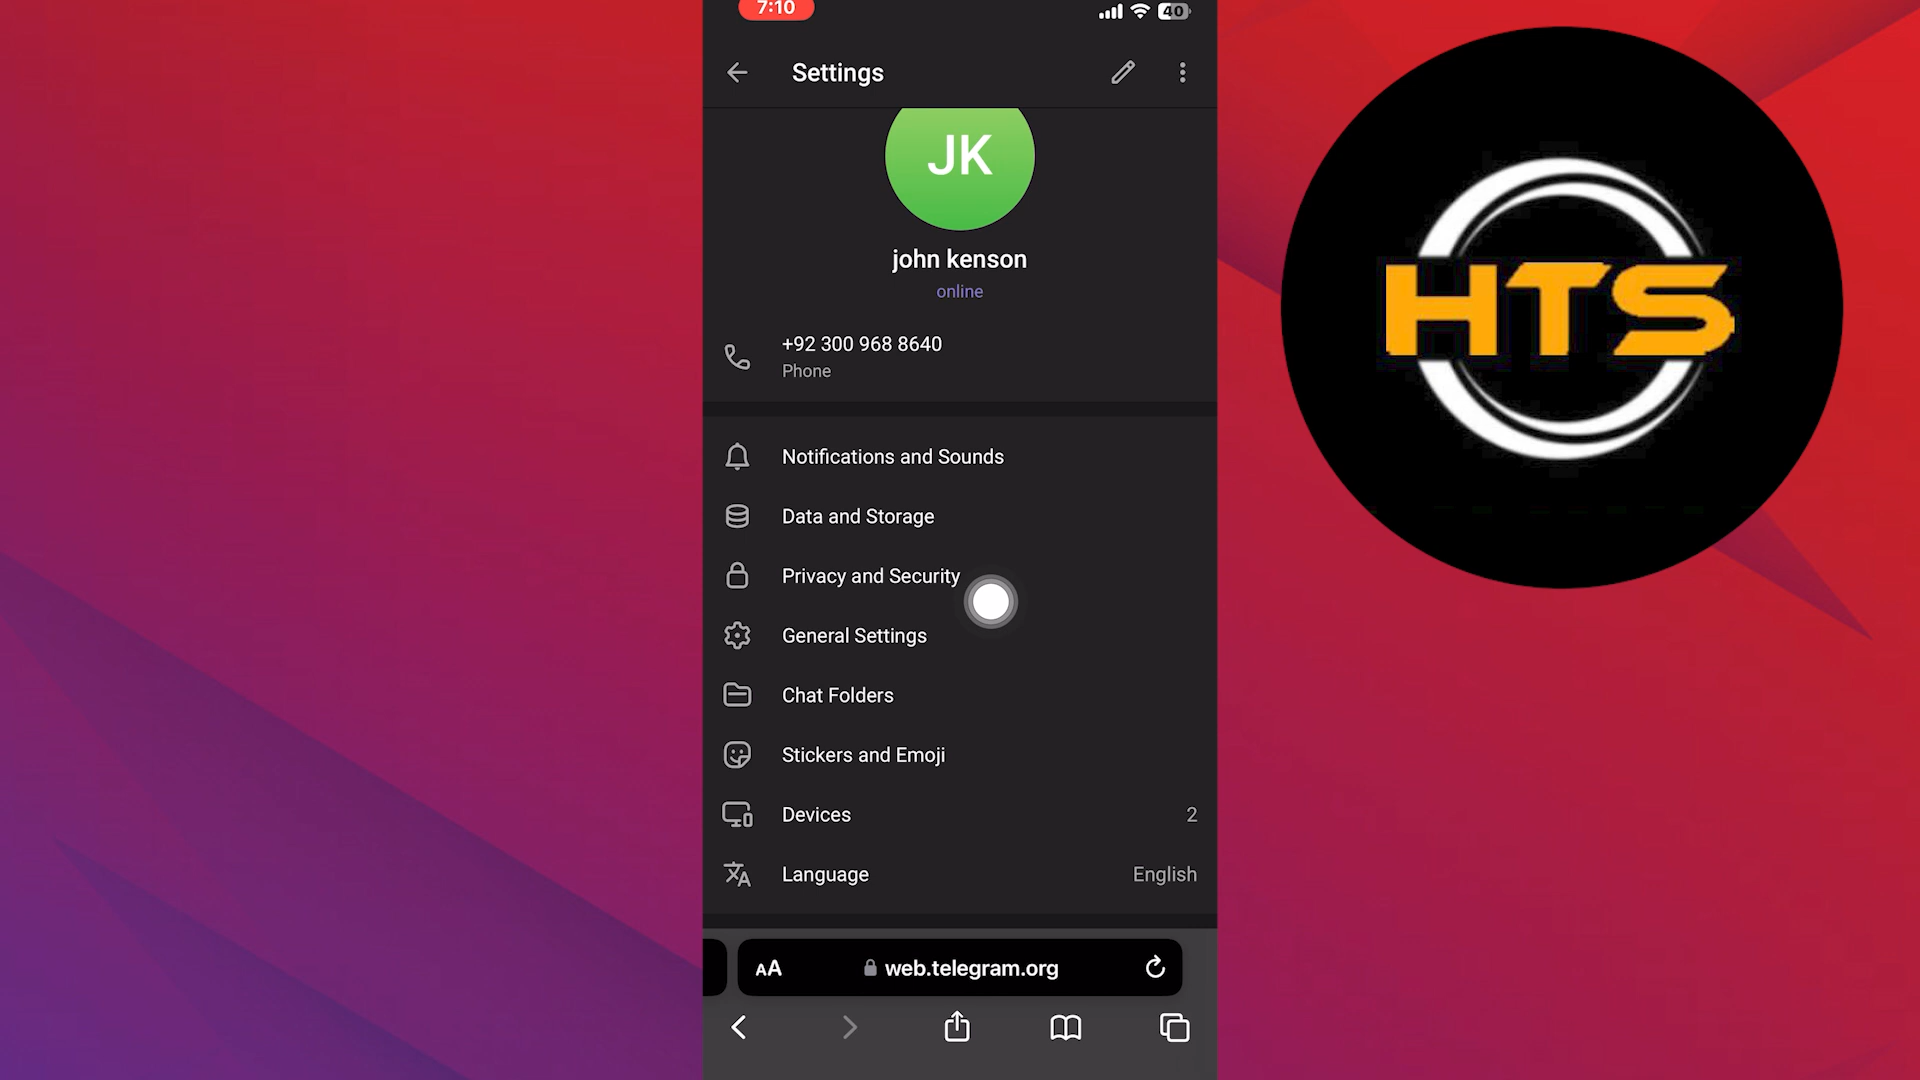 7:10
40
Settings
JK
john kenson
online
+92 300 968 8640
Phone
Notifications and Sounds
Data and Storage
Privacy and Security
General Settings
Chat Folders
Stickers and Emoji
Devices 2
Language English
AA web.telegram.org
HTS